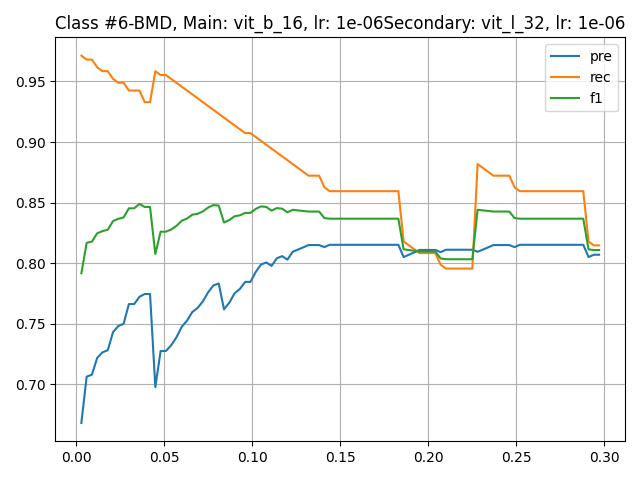 Class #6-BMD, Main: vit_b_16, lr: 1e-06Secondary: vit_l_32, lr: 1e-06
pre
rec
f1
0.95
0.90
0.85
0.80
0.75
0.70
0.00 0.05 0.10 0.15 0.20 0.25 0.30